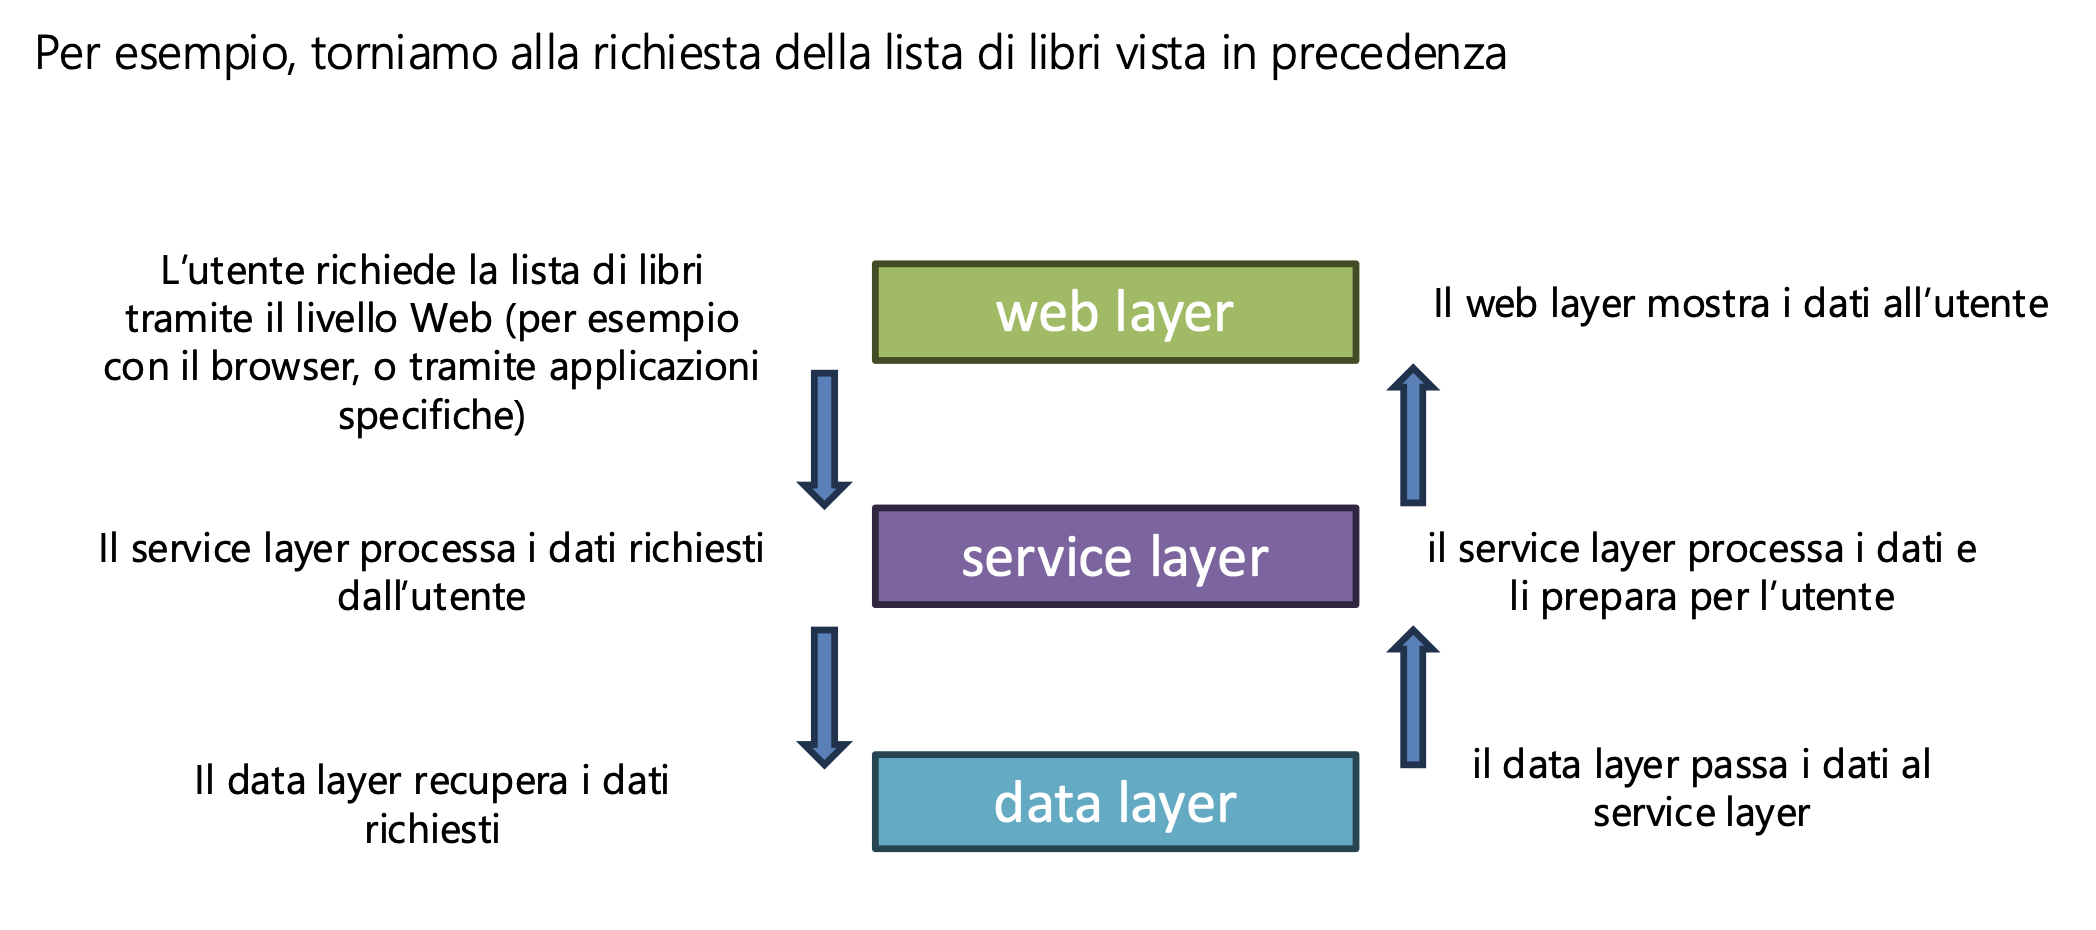 Per esempio, torniamo alla richiesta della lista di libri vista in precedenza
L’utente richiede la lista di libri
tramite il livello Web (per esempio
con il browser, o tramite applicazioni
specifiche)
web layer
Il web layer mostra i dati all’utente
Il service layer processa i dati richiesti
dall’utente
service layer
il service layer processa i dati e
li prepara per l’utente
Il data layer recupera i dati
richiesti
data layer
il data layer passa i dati al
service layer